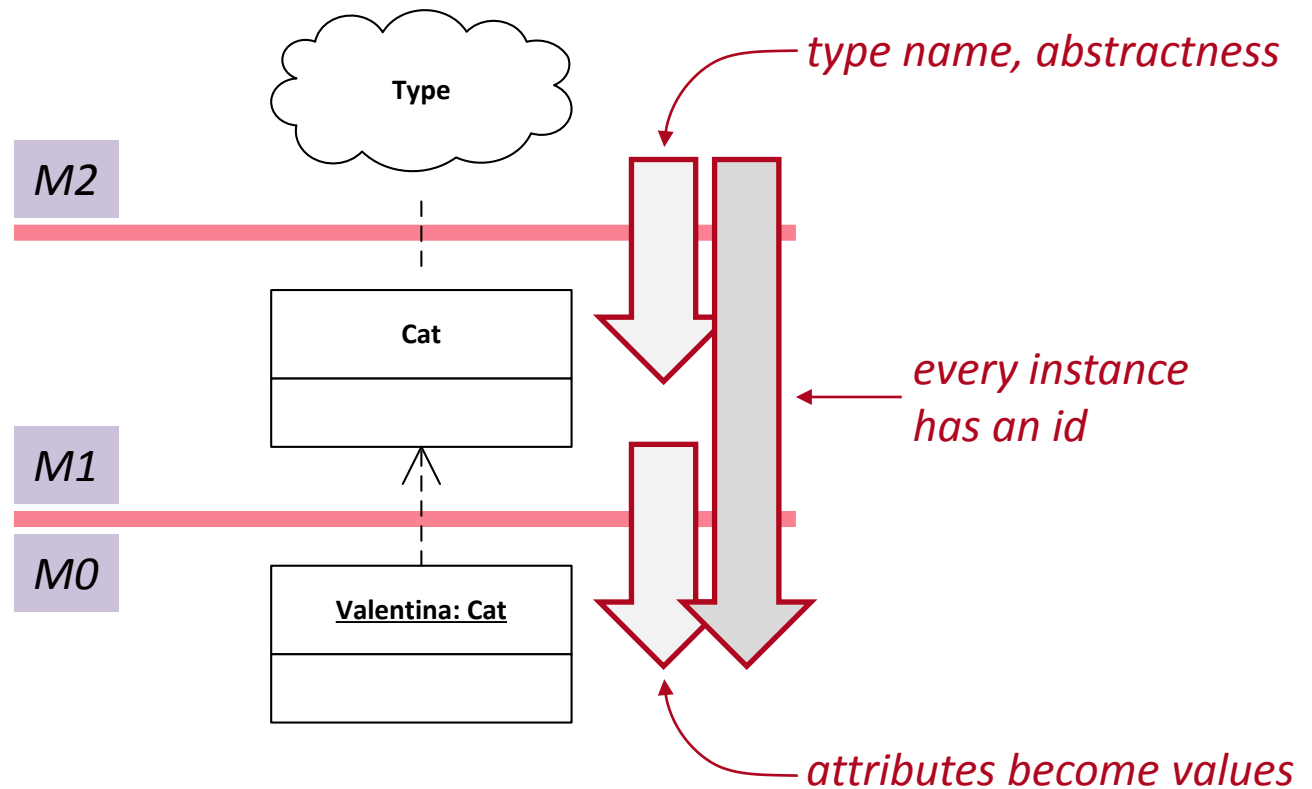 type name, abstractness
Type
M2
Cat
every instance
has an id
M1
M0
Valentina: Cat
attributes become values